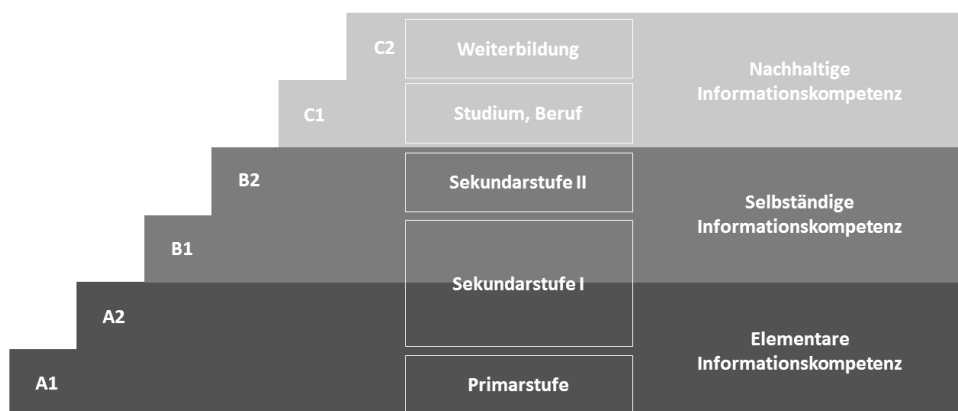 C2
Weiterbildung
Nachhaltige
Informationskompetenz
C1
Studium, Beruf
B2
Sekundarstufe II
Selbständige
Informationskompetenz
B1
Sekundarstufe I
A2
Elementare
Informationskompetenz
A1
Primarstufe